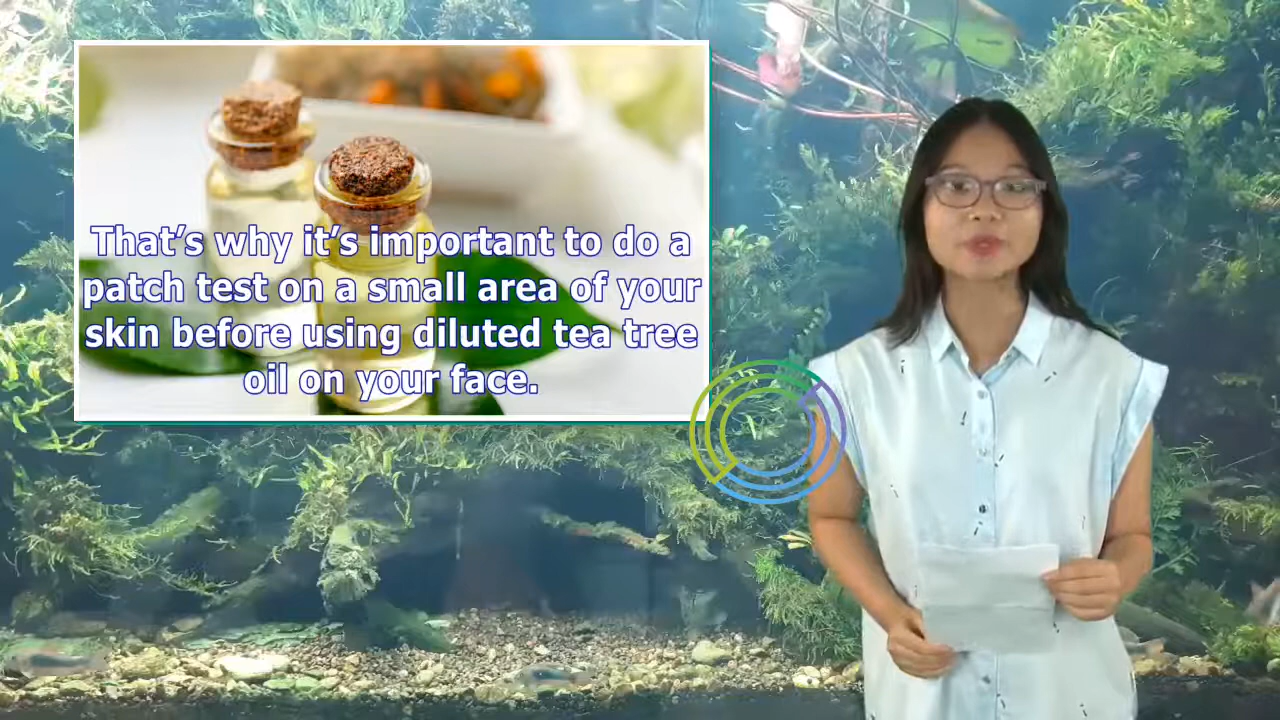 That's why it's important to do a
patch test on a small area of your
skin before using diluted tea tree
oil on your face.